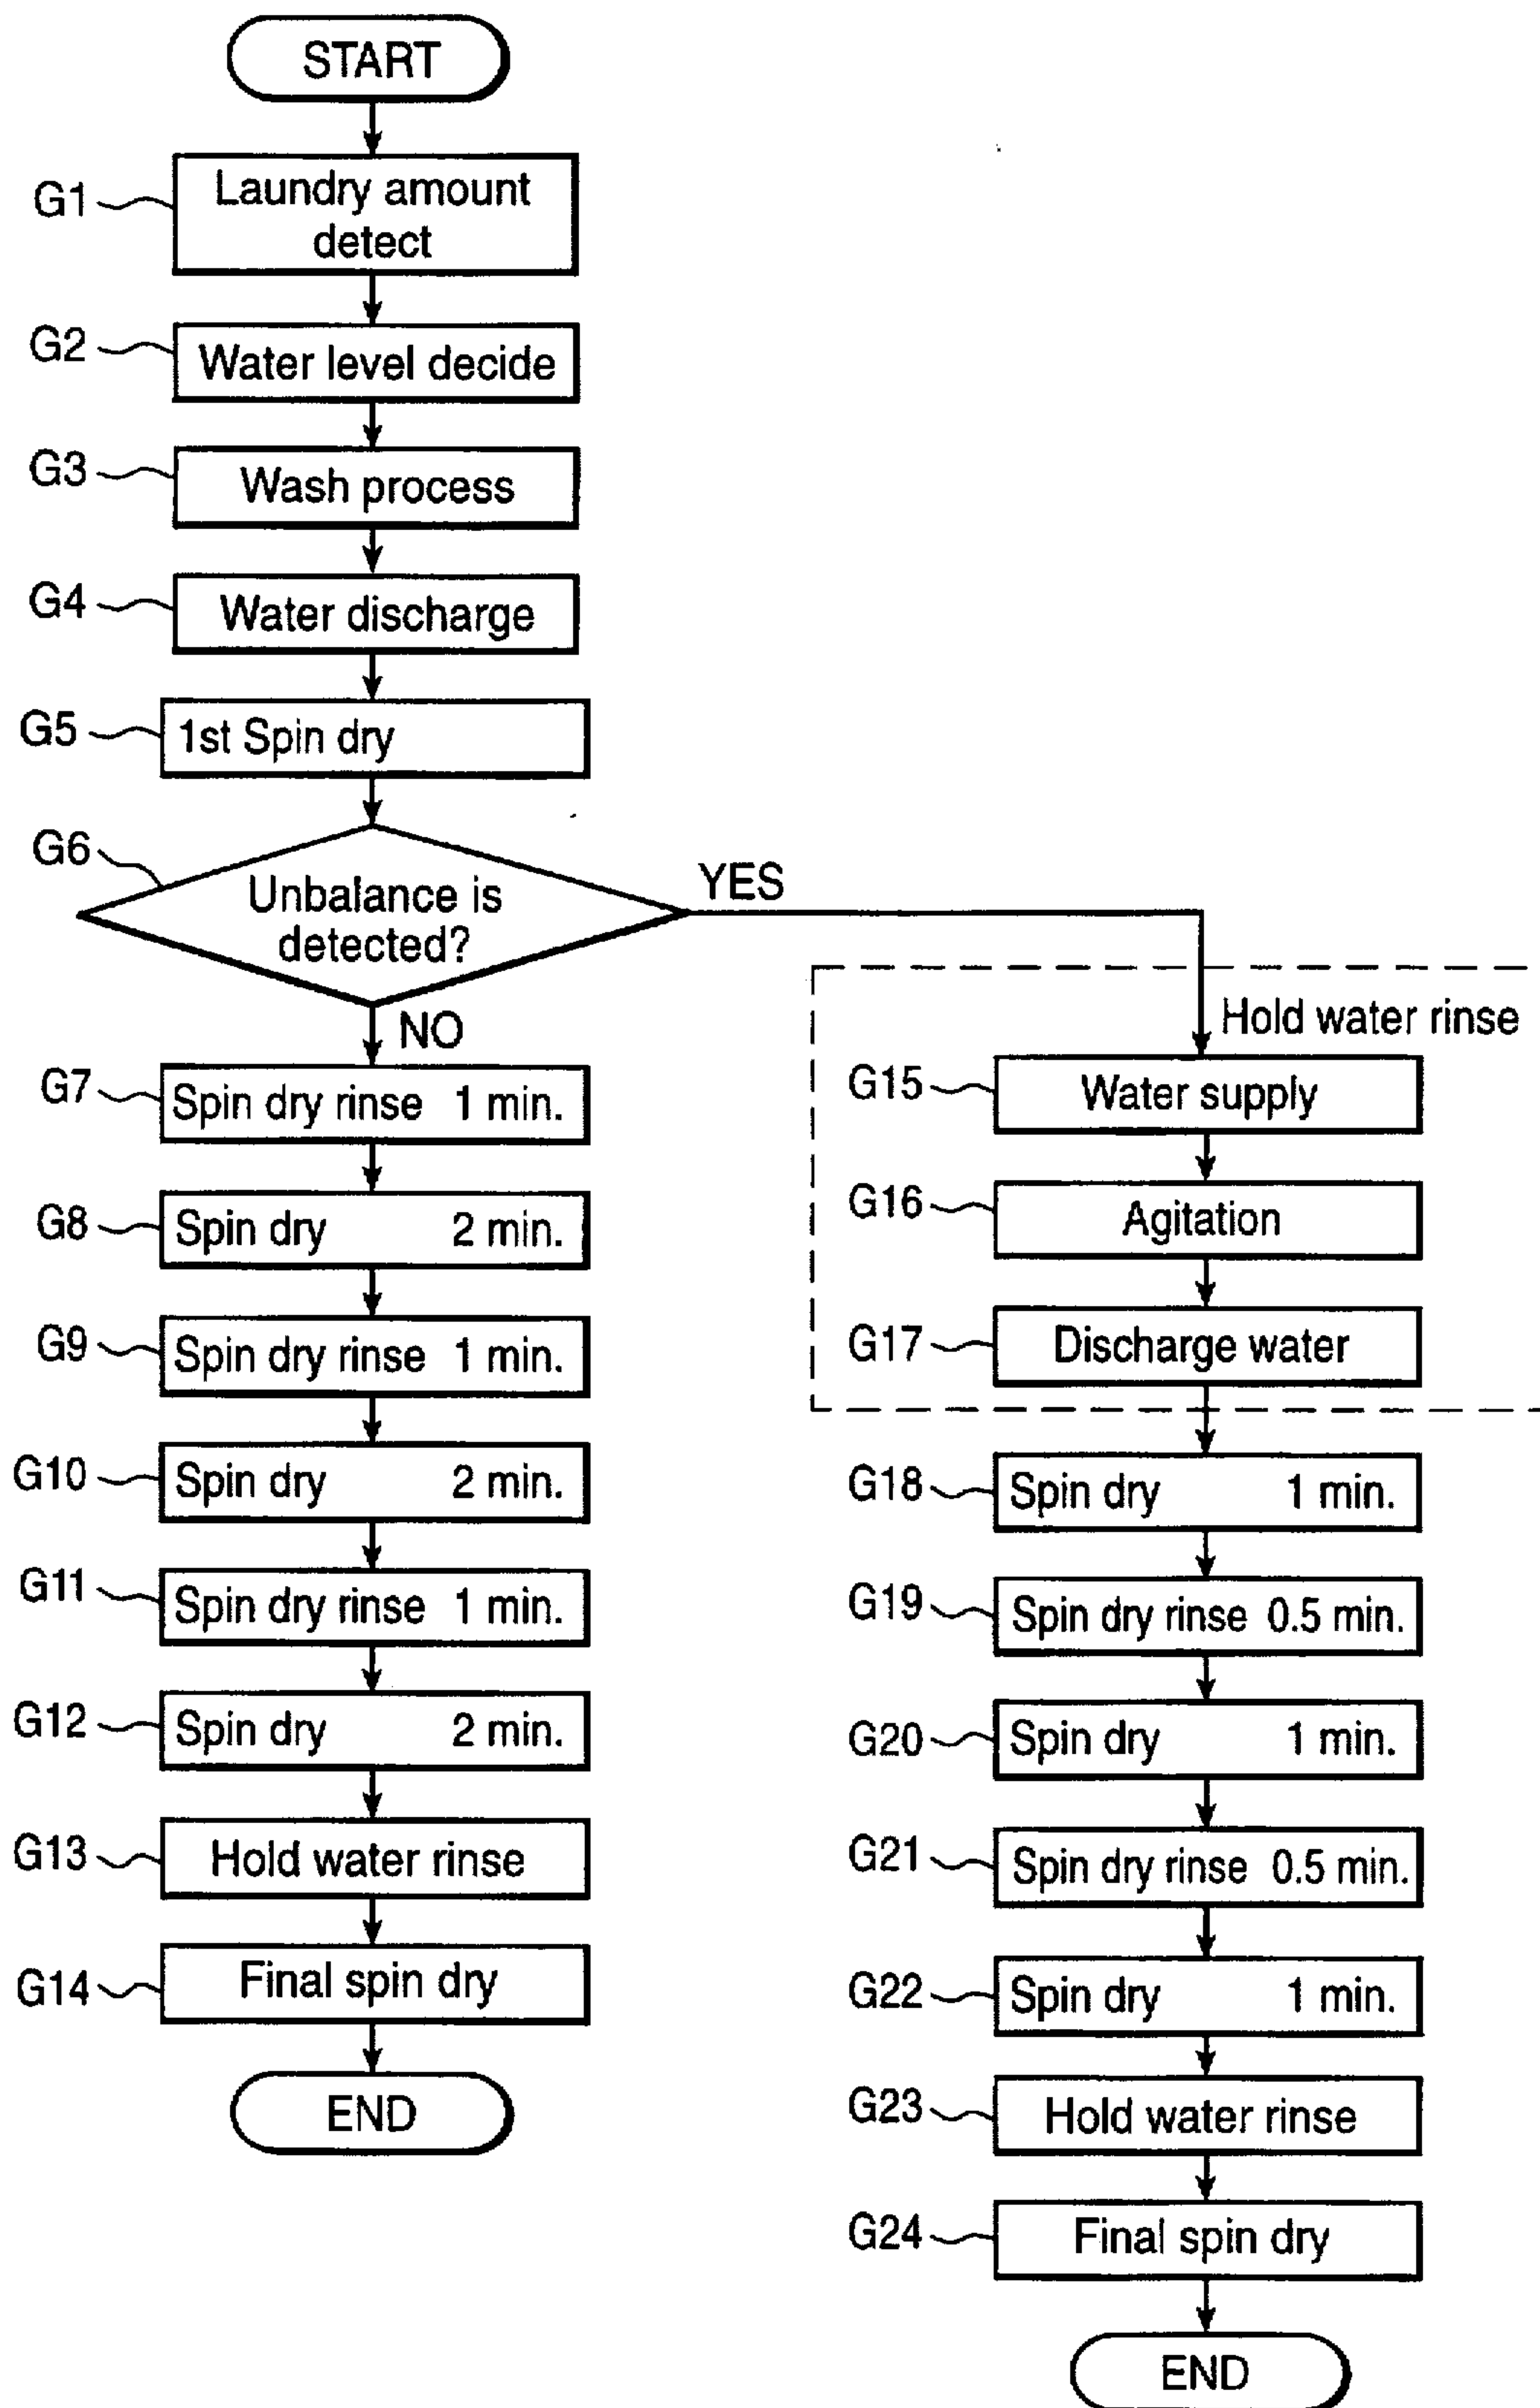 START
G1
Laundry amount
detect
G2
Water level decide
G3
Wash process
G4
Water discharge
G5
1st Spin dry
G6
Unbalance is
detected?
YES
NO
G7
Spin dry rinse 1 min.
G8
Spin dry 2 min.
G9
Spin dry rinse 1 min.
G10
Spin dry 2 min.
G11
Spin dry rinse 1 min.
G12
Spin dry 2 min.
G13
Hold water rinse
G14
Final spin dry
END
Hold water rinse
G15
Water supply
G16
Agitation
G17
Discharge water
G18
Spin dry 1 min.
G19
Spin dry rinse 0.5 min.
G20
Spin dry 1 min.
G21
Spin dry rinse 0.5 min.
G22
Spin dry 1 min.
G23
Hold water rinse
G24
Final spin dry
END